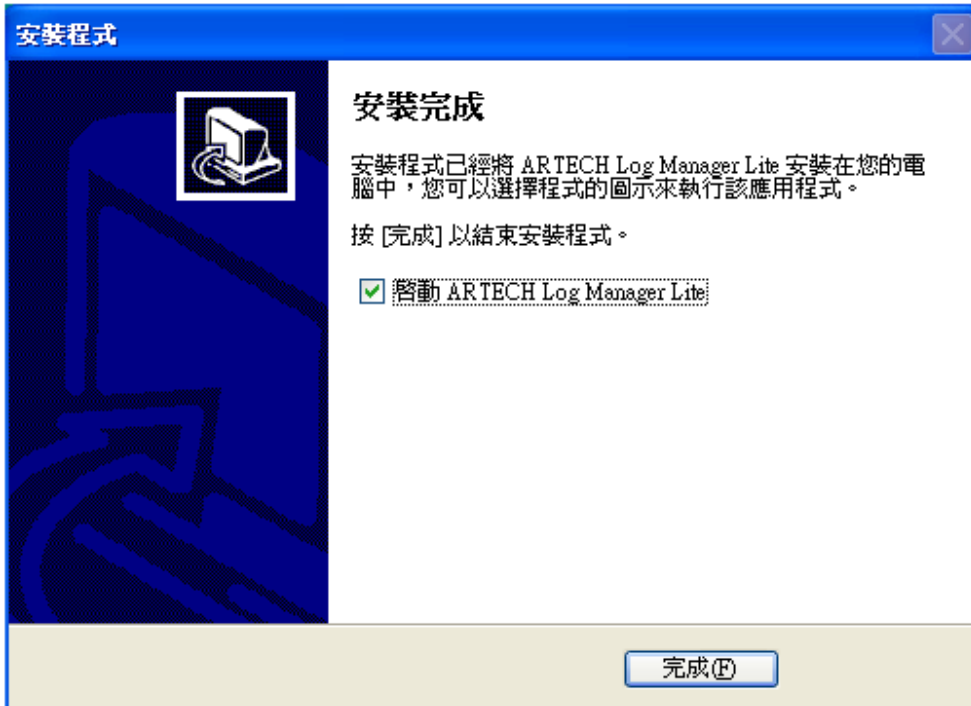 安裝程式
安裝完成
安裝程式已經將 ARTECH Log Manager Lite 安裝在您的電
腦中，您可以選擇程式的圖示來執行該應用程式。
按 [完成] 以結束安裝程式。
啓動 ARTECH Log Manager Lite
完成(F)